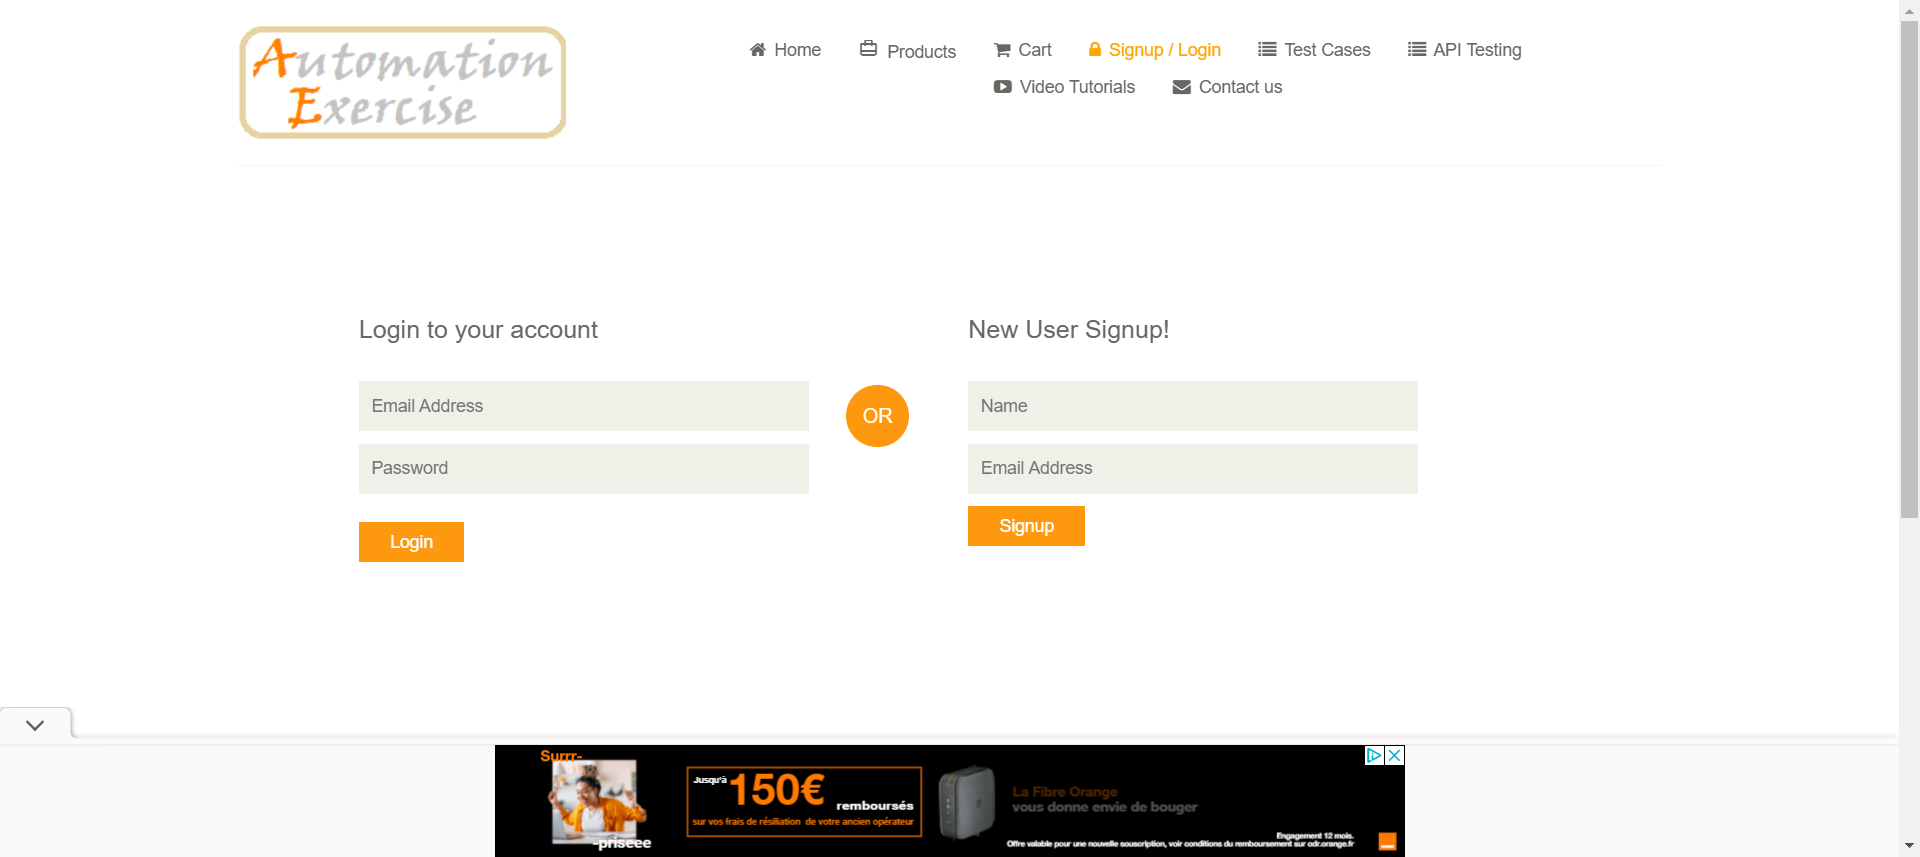 Automation
Exercise
Home
Products
Cart
Signup / Login
Test Cases
API Testing
Video Tutorials
Contact us
Login to your account
Email Address
Password
Login
OR
New User Signup!
Name
Email Address
Signup
Surrr-
-priseee
Jusqu'à 150€ remboursés
sur vos frais de résiliation de votre ancien opérateur
La Fibre Orange
vous donne envie de bouger
Engagement 12 mois.
Offre valable pour une nouvelle souscription, voir conditions du remboursement sur odr.orange.fr